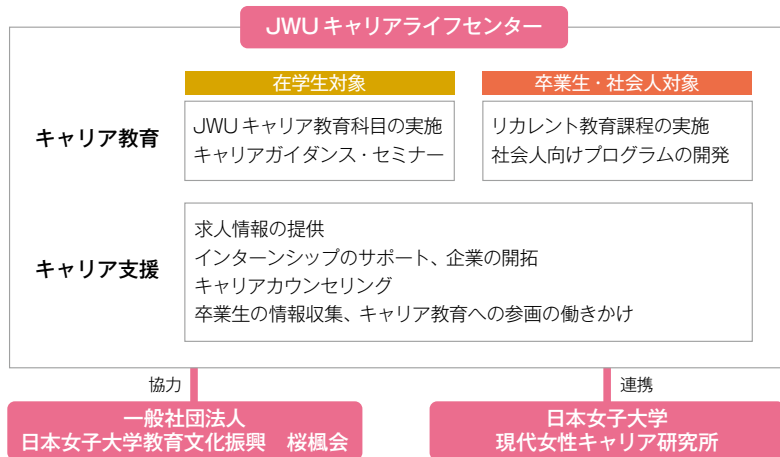 JWU キャリアライフセンター
在学生対象
卒業生・社会人対象
キャリア教育
JWU キャリア教育科目の実施
キャリアガイダンス・セミナー
リカレント教育課程の実施
社会人向けプログラムの開発
キャリア支援
求人情報の提供
インターンシップのサポート、企業の開拓
キャリアカウンセリング
卒業生の情報収集、キャリア教育への参画の働きかけ
協力
連携
一般社団法人
日本女子大学教育文化振興　桜楓会
日本女子大学
現代女性キャリア研究所